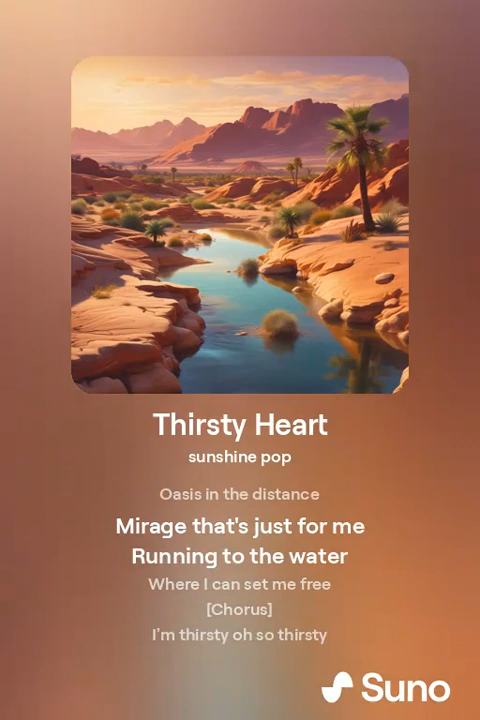 Thirsty Heart
sunshine pop
Oasis in the distance
Mirage that's just for me
Running to the water
Where I can set me free
[Chorus]
I'm thirsty oh so thirsty
Suno